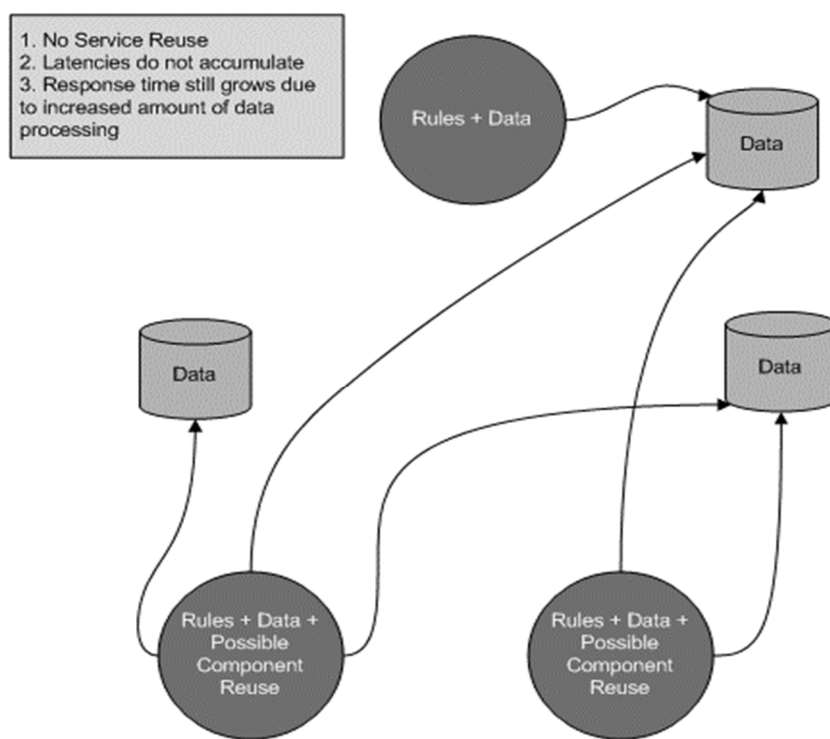 1. No Service Reuse
2. Latencies do not accumulate
3. Response time still grows due
to increased amount of data
processing
Rules + Data
Data
Data
Data
Rules + Data +
Possible
Component
Reuse
Rules + Data +
Possible
Component
Reuse